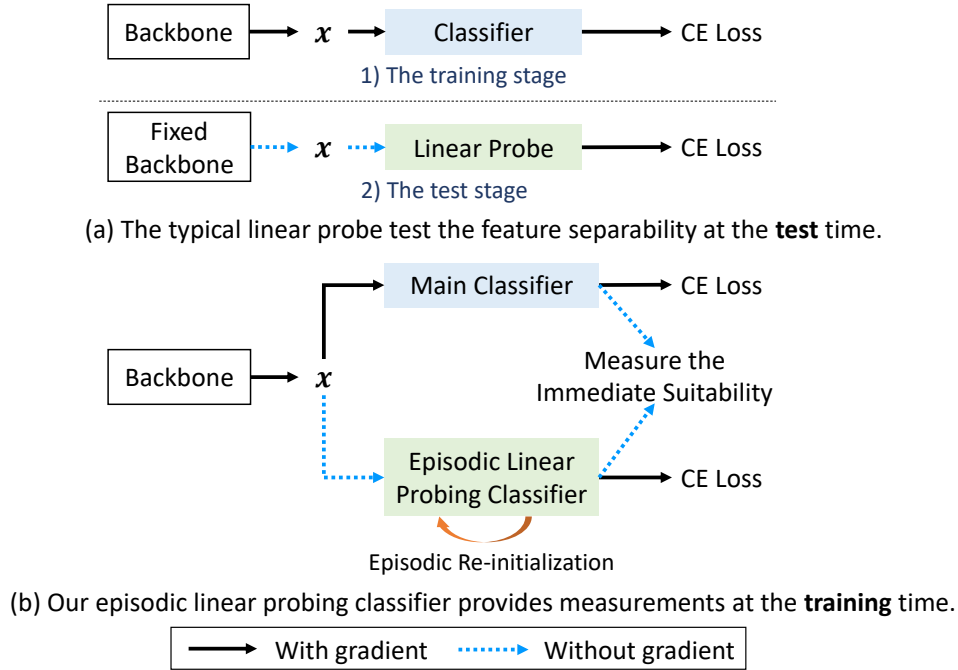 Backbone x Classifier CE Loss
1) The training stage
Fixed
Backbone x Linear Probe CE Loss
2) The test stage
(a) The typical linear probe test the feature separability at the test time.
Main Classifier CE Loss
Measure the
Immediate Suitability
Backbone x
Episodic Linear
Probing Classifier CE Loss
Episodic Re-initialization
(b) Our episodic linear probing classifier provides measurements at the training time.
With gradient Without gradient